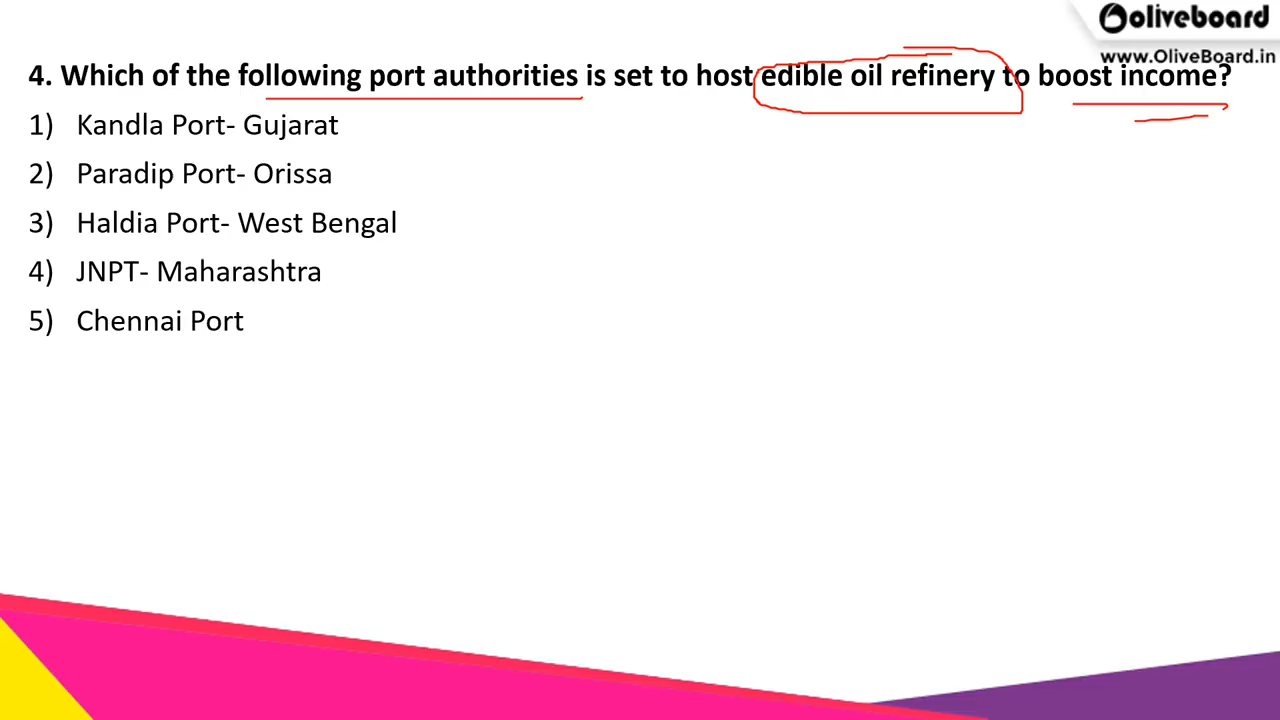 oliveboard
www.OliveBoard.in
4. Which of the following port authorities is set to host edible oil refinery to boost income?
1) Kandla Port- Gujarat
2) Paradip Port- Orissa
3) Haldia Port- West Bengal
4) JNPT- Maharashtra
5) Chennai Port